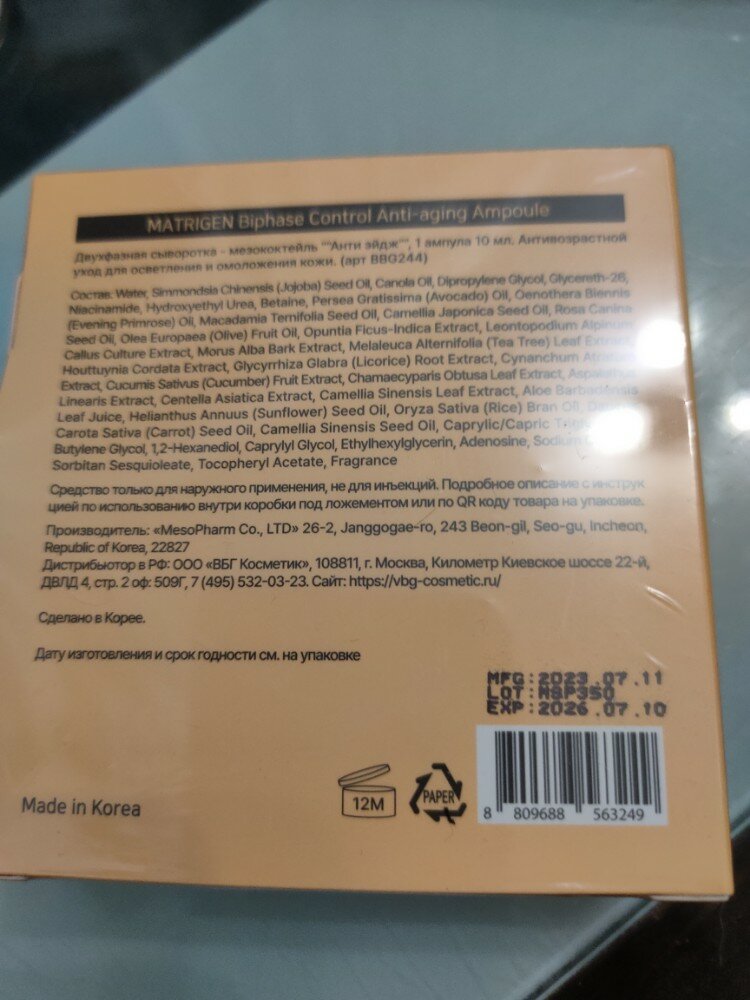 MATRIGEN Biphase Control Anti-aging Ampoule
Двухфазная сыворотка - мезококтейль ""Анти эйдж"", 1 ампула 10 мл. Антивозрастной
уход для осветления и омоложения кожи. (арт BBG244)
Состав: Water, Simmondsia Chinensis (Jojoba) Seed Oil, Canola Oil, Dipropylene Glycol, Glycereth-26,
Niacinamide, Hydroxyethyl Urea, Betaine, Persea Gratissima (Avocado) Oil, Oenothera Biennis
(Evening Primrose) Oil, Macadamia Ternifolia Seed Oil, Camellia Japonica Seed Oil, Rosa Canina
Seed Oil, Olea Europaea (Olive) Fruit Oil, Opuntia Ficus-Indica Extract, Leontopodium Alpinum
Callus Culture Extract, Morus Alba Bark Extract, Melaleuca Alternifolia (Tea Tree) Leaf Extract,
Houttuynia Cordata Extract, Glycyrrhiza Glabra (Licorice) Root Extract, Cynanchum Atratum
Extract, Cucumis Sativus (Cucumber) Fruit Extract, Chamaecyparis Obtusa Leaf Extract, Aspalathus
Linearis Extract, Centella Asiatica Extract, Camellia Sinensis Leaf Extract, Aloe Barbadensis
Leaf Juice, Helianthus Annuus (Sunflower) Seed Oil, Oryza Sativa (Rice) Bran Oil,
Carota Sativa (Carrot) Seed Oil, Camellia Sinensis Seed Oil, Caprylic/Capric
Butylene Glycol, 1,2-Hexanediol, Caprylyl Glycol, Ethylhexylglycerin, Adenosine, Sodium
Sorbitan Sesquioleate, Tocopheryl Acetate, Fragrance
Средство только для наружного применения, не для инъекций. Подробное описание с инструк
цией по использованию внутри коробки под ложементом или по QR коду товара на упаковке.
Производитель: «MesoPharm Co., LTD» 26-2, Janggogae-ro, 243 Beon-gil, Seo-gu, Incheon,
Republic of Korea, 22827
Дистрибьютор в РФ: ООО «ВБГ Косметик», 108811, г. Москва, Километр Киевское шоссе 22-й,
ДВЛД 4, стр. 2 оф: 509Г, 7 (495) 532-03-23. Сайт: https://vbg-cosmetic.ru/
Сделано в Корее.
Дату изготовления и срок годности см. на упаковке
MFG:2023.07.11
LOT:ASP350
EXP:2026.07.10
Made in Korea
12M
PAPER
8 809688 563249